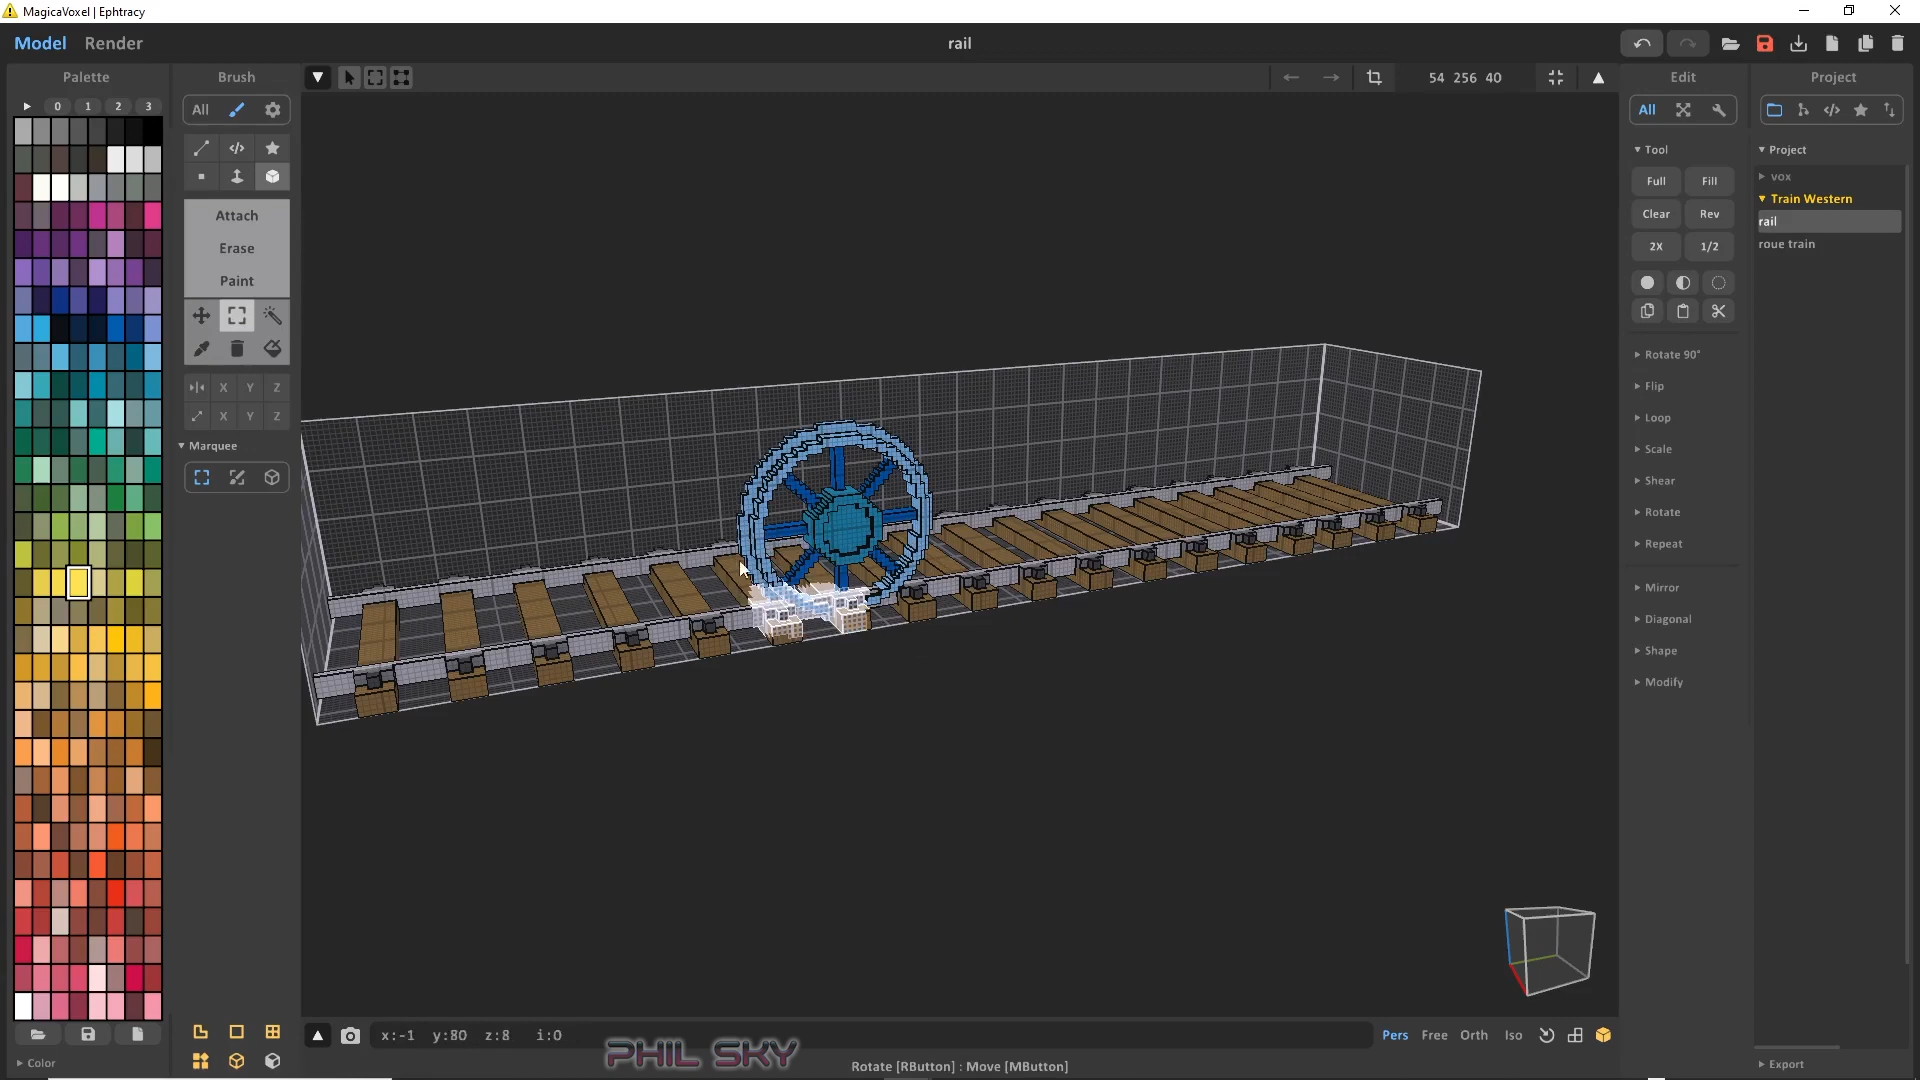 MagicaVoxel | Ephtracy
Model Render
rail
Palette
Brush
54 256 40
Edit
Project
0 1 2 3
All
All
Tool
Project
Full Fill
vox
Clear Rev
Train Western
rail
2X 1/2
roue train
Attach
Erase
Paint
Rotate 90°
Flip
X Y Z
X Y Z
Loop
Marquee
Scale
Shear
Rotate
Repeat
Mirror
Diagonal
Shape
Modify
x:-1 y:80 z:8 i:0
Pers Free Orth Iso
PHIL SKY
Color
Rotate [RButton] : Move [MButton]
Export